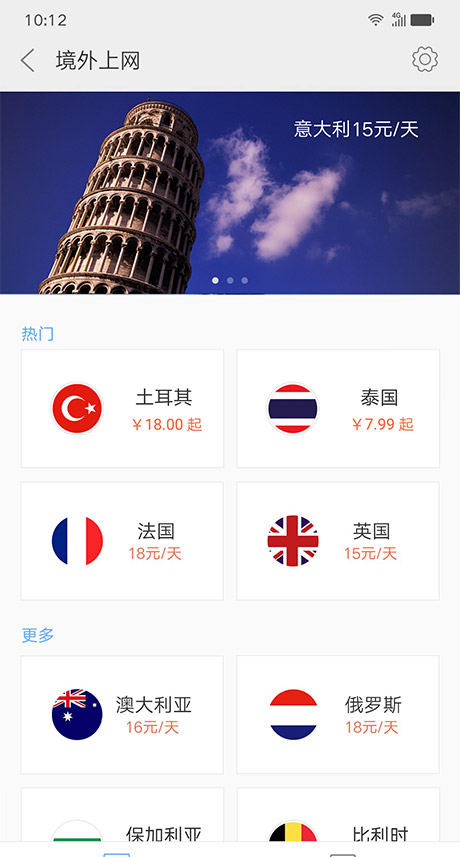 10:12
4G
境外上网
意大利15元/天
热门
土耳其
￥18.00 起
泰国
￥7.99 起
法国
18元/天
英国
15元/天
更多
澳大利亚
16元/天
俄罗斯
18元/天
保加利亚
比利时